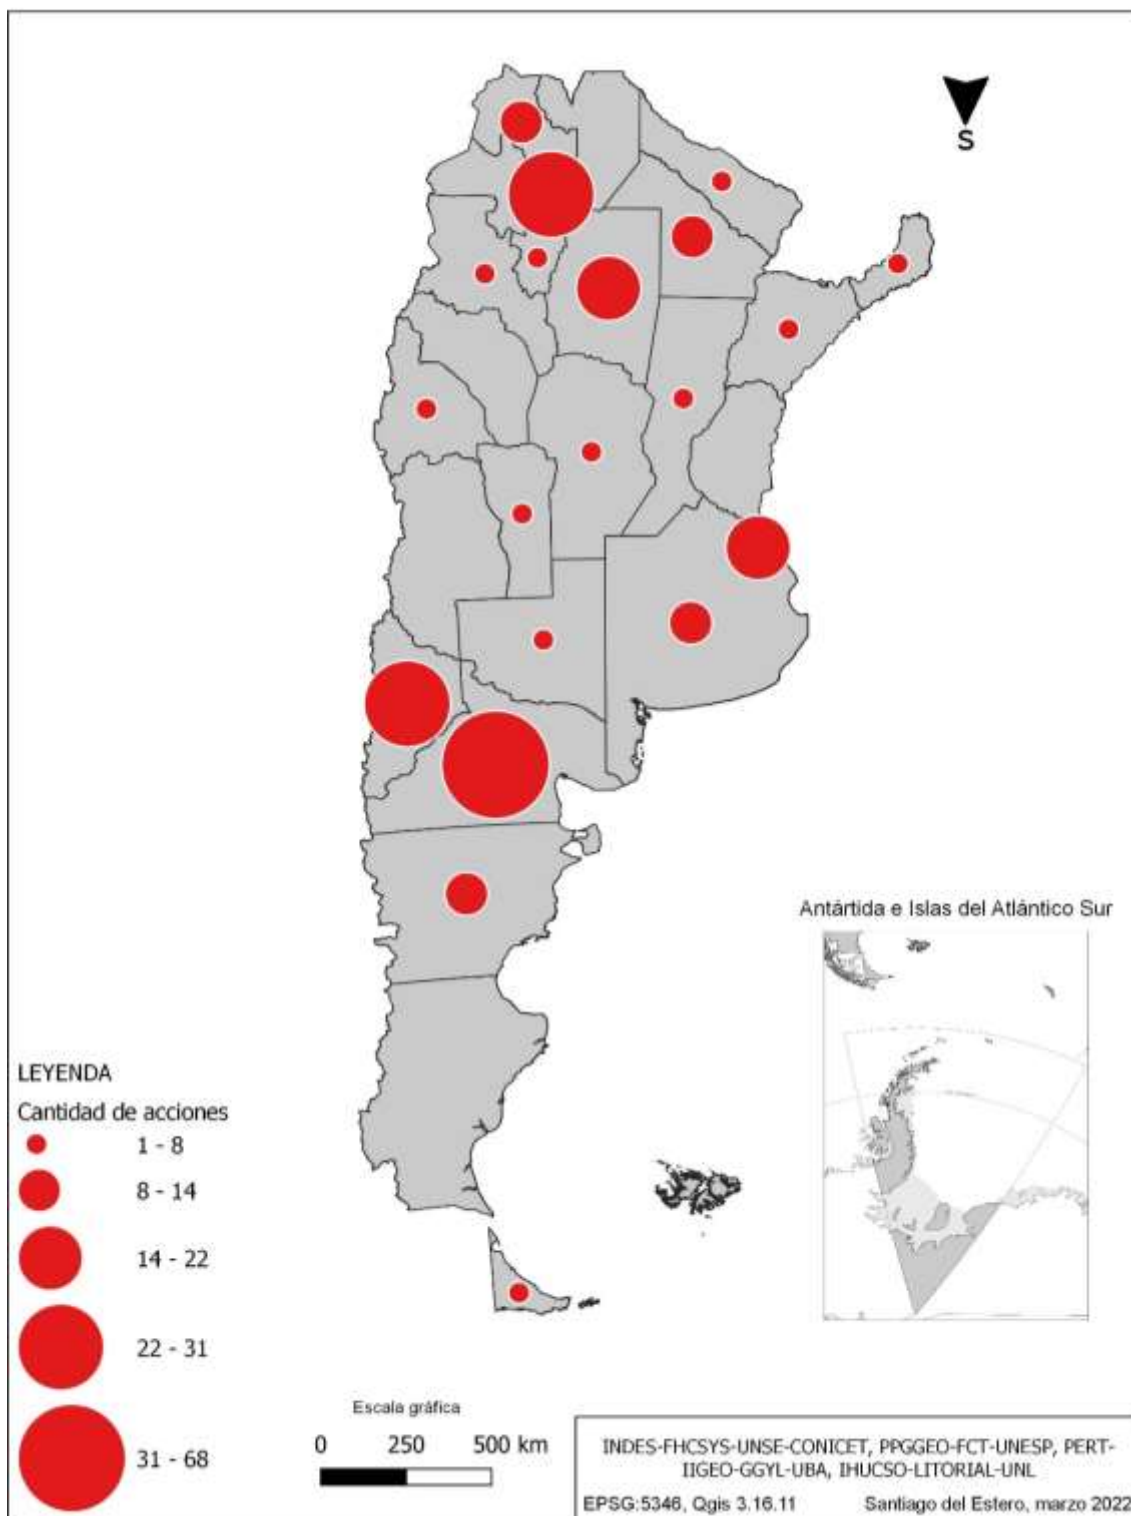 S
Antártida e Islas del Atlántico Sur
LEYENDA
Cantidad de acciones
1 - 8
8 - 14
14 - 22
22 - 31
31 - 68
Escala gráfica
0 250 500 km
INDES-FHCSYS-UNSE-CONICET, PPGGEO-FCT-UNESP, PERT-
IIGEO-GGYL-UBA, IHUCSO-LITORIAL-UNL
EPSG:5346, Qgis 3.16.11 Santiago del Estero, marzo 2022